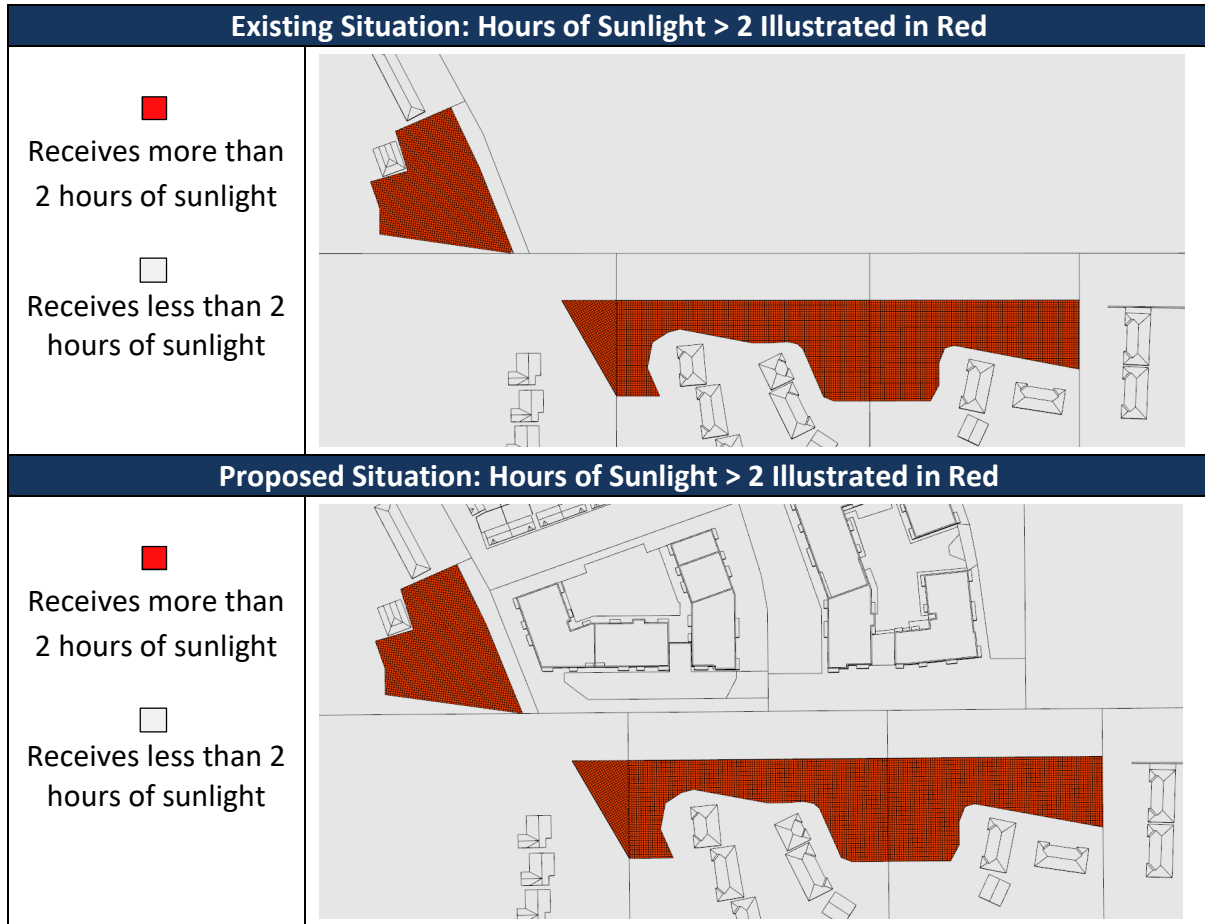 Existing Situation: Hours of Sunlight > 2 Illustrated in Red
Receives more than
2 hours of sunlight
Receives less than 2
hours of sunlight
Proposed Situation: Hours of Sunlight > 2 Illustrated in Red
Receives more than
2 hours of sunlight
Receives less than 2
hours of sunlight